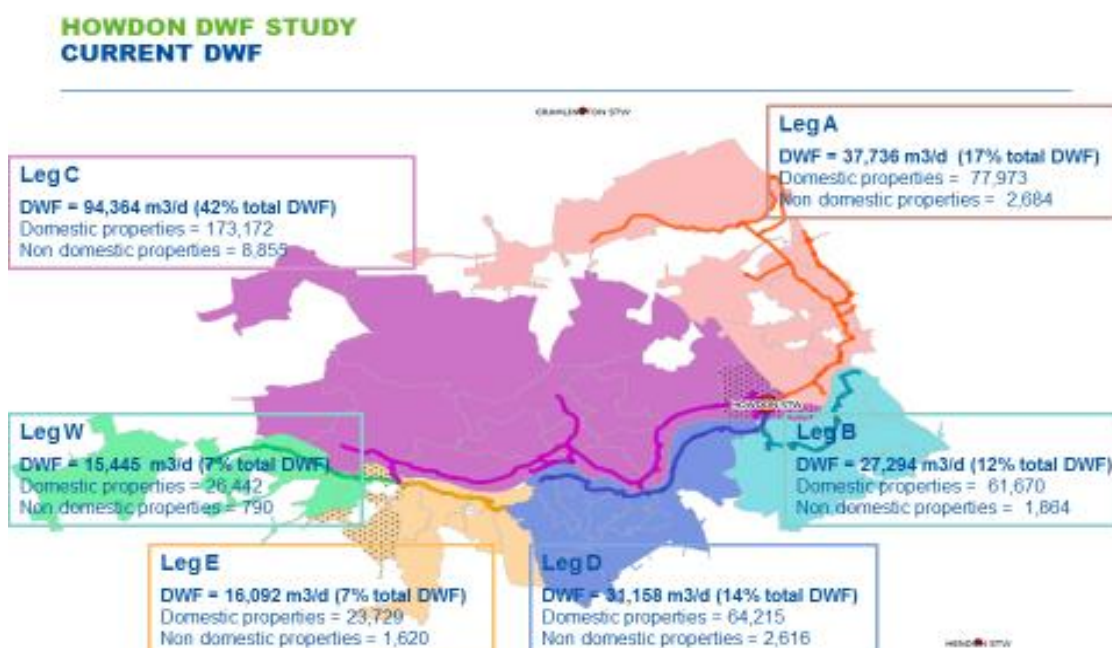 HOWDON DWF STUDY
CURRENT DWF
CRAMLINGTON STW
Leg A
DWF = 37,736 m3/d (17% total DWF)
Domestic properties = 77,973
Non domestic properties = 2,684
Leg C
DWF = 94,364 m3/d (42% total DWF)
Domestic properties = 173,172
Non domestic properties = 8,855
HOWDON STW
Leg W
DWF = 15,445 m3/d (7% total DWF)
Domestic properties = 26,442
Non domestic properties = 790
Leg B
DWF = 27,294 m3/d (12% total DWF)
Domestic properties = 61,670
Non domestic properties = 1,864
Leg E
DWF = 16,092 m3/d (7% total DWF)
Domestic properties = 23,729
Non domestic properties = 1,620
Leg D
DWF = 31,158 m3/d (14% total DWF)
Domestic properties = 64,215
Non domestic properties = 2,616
HENDON STW